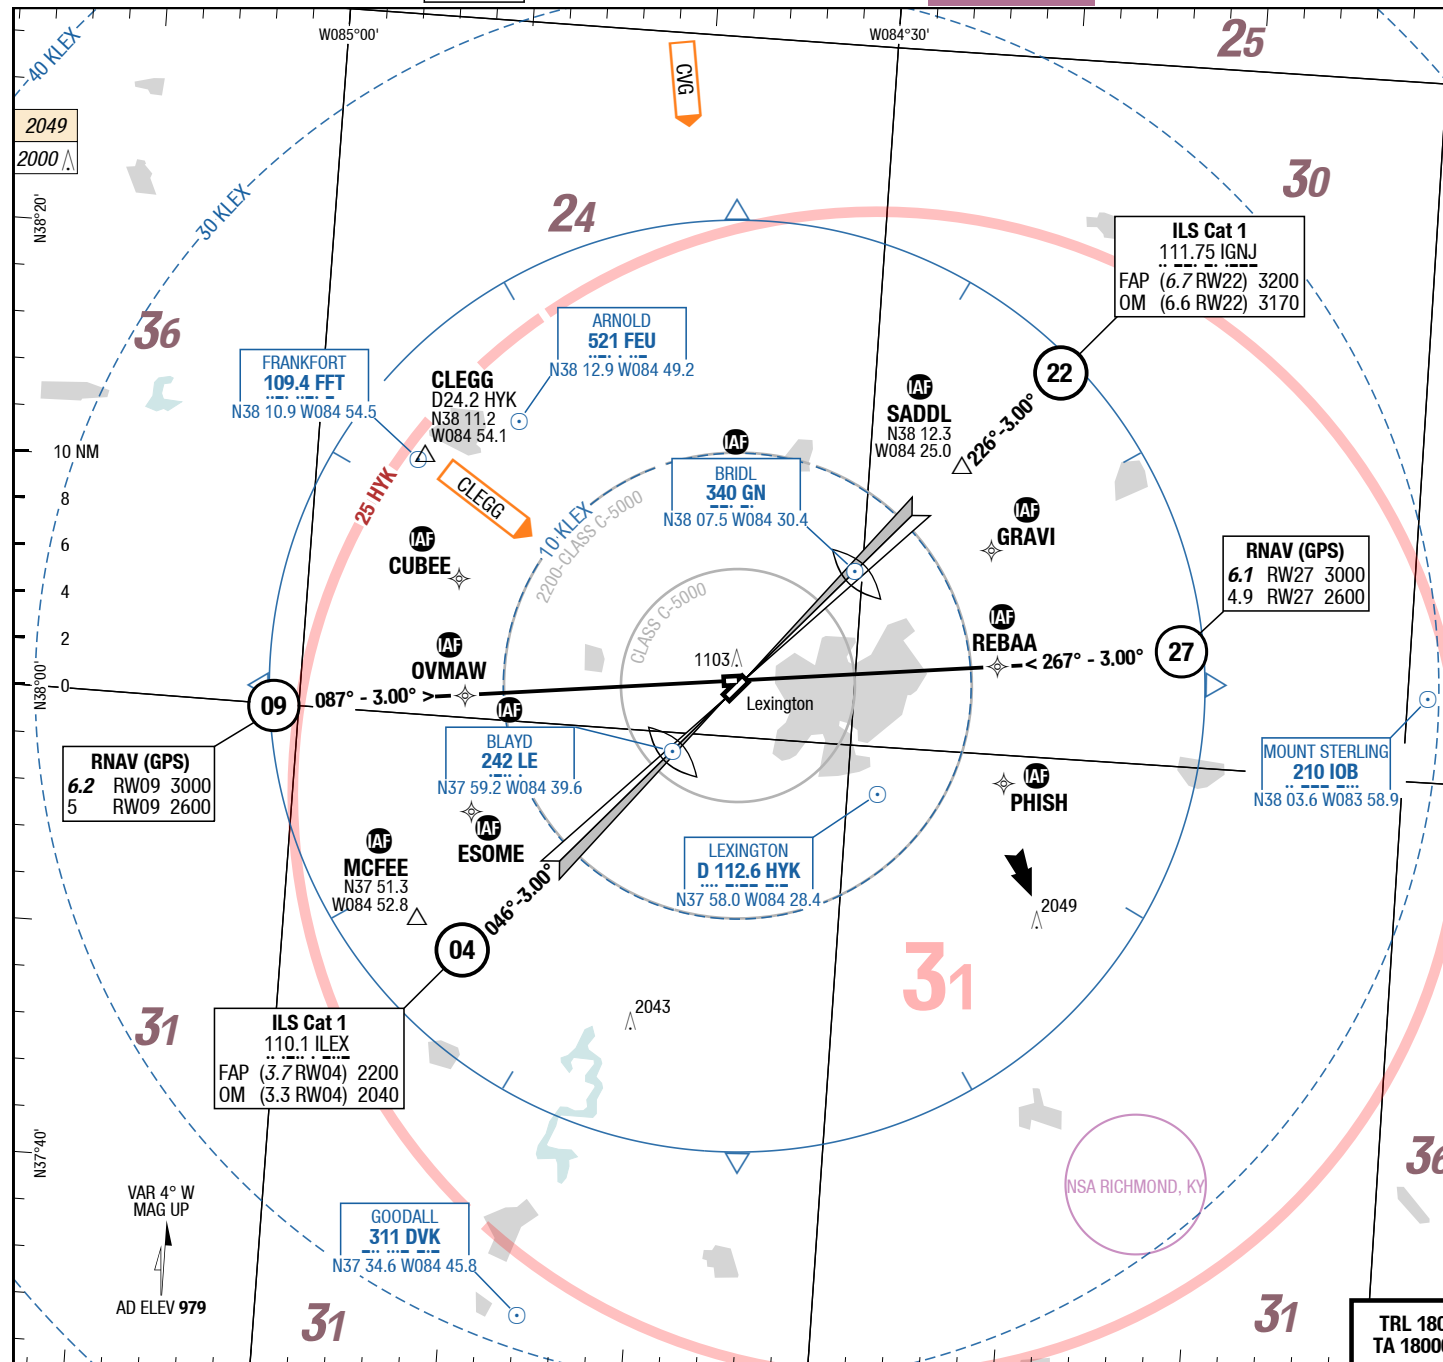 W085°00'
W084°30'
25
40 KLEX
CVG
2049
2000
30
30 KLEX
24
N38°20'
ILS Cat 1
111.75 IGNJ
FAP (6.7 RW22) 3200
OM (6.6 RW22) 3170
36
ARNOLD
521 FEU
N38 12.9 W084 49.2
FRANKFORT
109.4 FFT
N38 10.9 W084 54.5
CLEGG
D24.2 HYK
N38 11.2
W084 54.1
22
IAF
SADDL
N38 12.3
W084 25.0
226°-3.00°
10 NM
8
6
4
2
0
N38°00'
25 HYK
CLEGG
IAF
BRIDL
340 GN
N38 07.5 W084 30.4
10 KLEX
2200-CLASS C-5000
CLASS C-5000
IAF
CUBEE
IAF
GRAVI
RNAV (GPS)
6.1 RW27 3000
4.9 RW27 2600
IAF
OVMAW
IAF
REBAA
1103
< 267° - 3.00°
27
09
087° - 3.00° >
Lexington
IAF
BLAYD
242 LE
N37 59.2 W084 39.6
RNAV (GPS)
6.2 RW09 3000
5 RW09 2600
MOUNT STERLING
210 IOB
N38 03.6 W083 58.9
IAF
PHISH
IAF
ESOME
IAF
MCFEE
N37 51.3
W084 52.8
LEXINGTON
D 112.6 HYK
N37 58.0 W084 28.4
2049
046°-3.00°
04
31
2043
31
ILS Cat 1
110.1 ILEX
FAP (3.7 RW04) 2200
OM (3.3 RW04) 2040
N37°40'
36
NSA RICHMOND, KY
VAR 4° W
MAG UP
AD ELEV 979
GOODALL
311 DVK
N37 34.6 W084 45.8
31
31
TRL 180
TA 1800